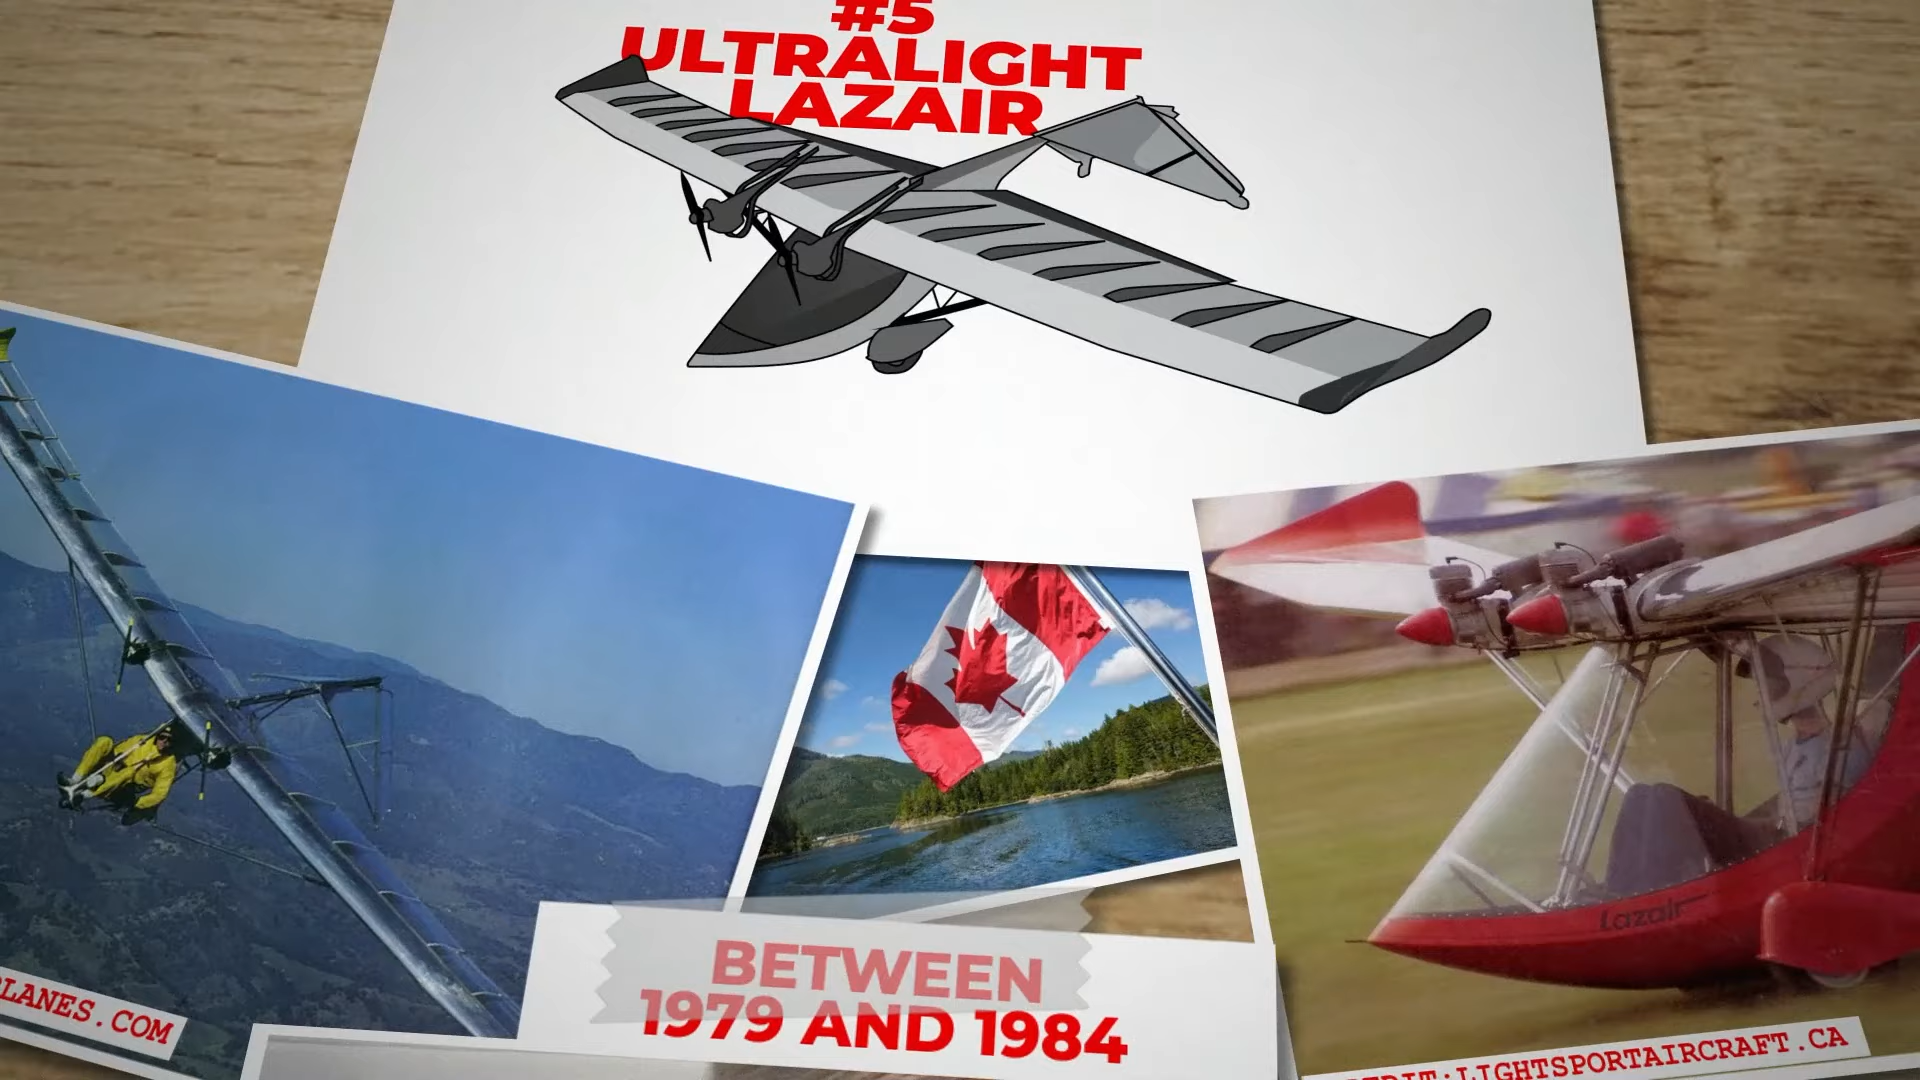 #5
ULTRALIGHT
LAZAIR
Lazair
BETWEEN
1979 AND 1984
LANES.COM
:LIGHTSPORTAIRCRAFT.CA